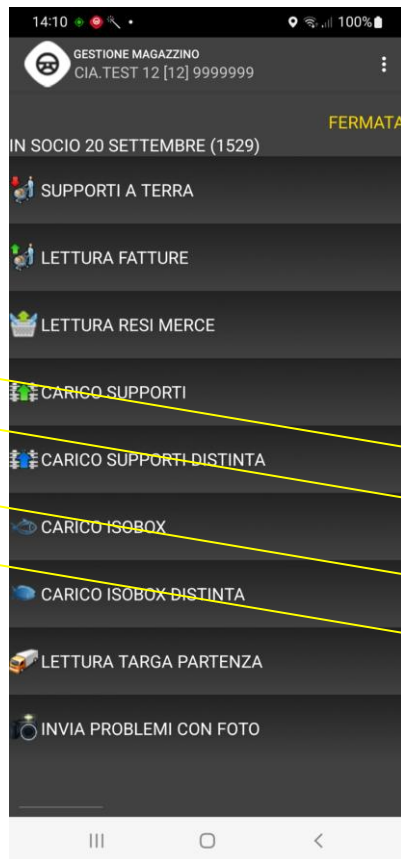 14:10
100%
GESTIONE MAGAZZINO
CIA.TEST 12 [12] 9999999
FERMATA
IN SOCIO 20 SETTEMBRE (1529)
SUPPORTI A TERRA
LETTURA FATTURE
LETTURA RESI MERCE
CARICO SUPPORTI
CARICO SUPPORTI DISTINTA
CARICO ISOBOX
CARICO ISOBOX DISTINTA
LETTURA TARGA PARTENZA
INVIA PROBLEMI CON FOTO